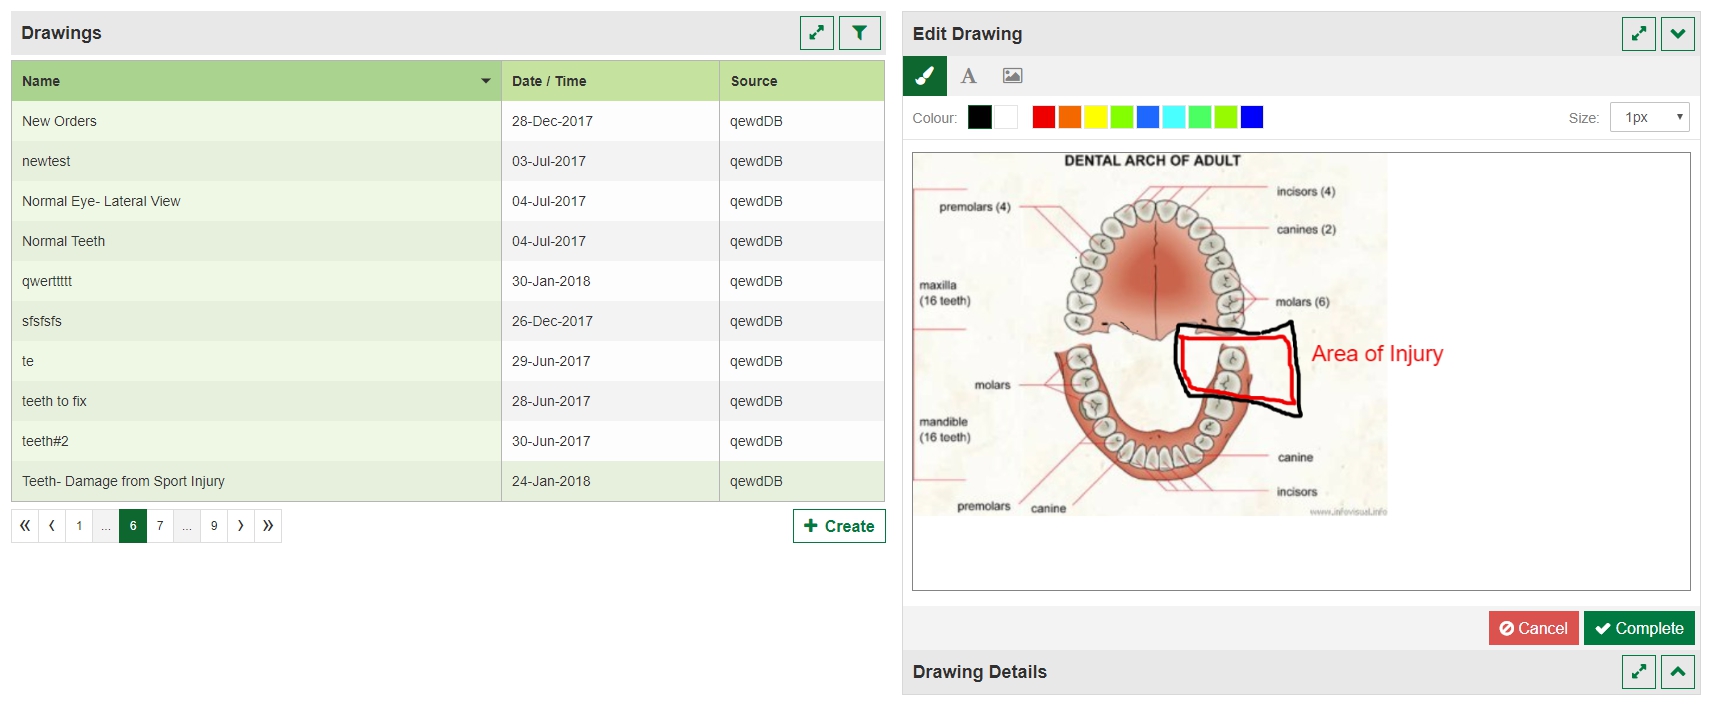 Drawings
Name Date / Time Source
New Orders 28-Dec-2017 qewdDB
newtest 03-Jul-2017 qewdDB
Normal Eye- Lateral View 04-Jul-2017 qewdDB
Normal Teeth 04-Jul-2017 qewdDB
qwerttttt 30-Jan-2018 qewdDB
sfsfsfs 26-Dec-2017 qewdDB
te 29-Jun-2017 qewdDB
teeth to fix 28-Jun-2017 qewdDB
teeth#2 30-Jun-2017 qewdDB
Teeth- Damage from Sport Injury 24-Jan-2018 qewdDB
« ‹ 1 ... 6 7 ... 9 › »
+ Create
Edit Drawing
A
Colour: Size: 1px
DENTAL ARCH OF ADULT
incisors (4)
premolars (4)
canines (2)
maxilla
(16 teeth)
molars (6)
Area of Injury
molars
mandible
(16 teeth)
canine
incisors
premolars canine
www.infovisual.info
Cancel Complete
Drawing Details